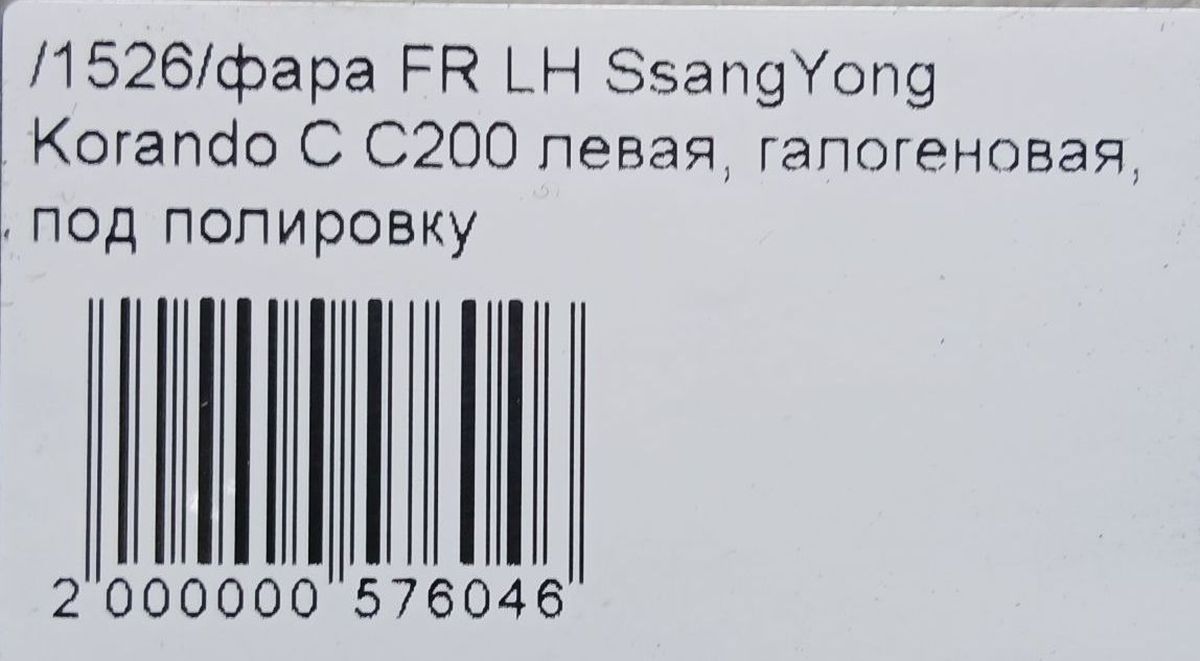 /1526/фара FR LH SsangYong
Korando C C200 левая, галогеновая,
под полировку
2 000000 576046